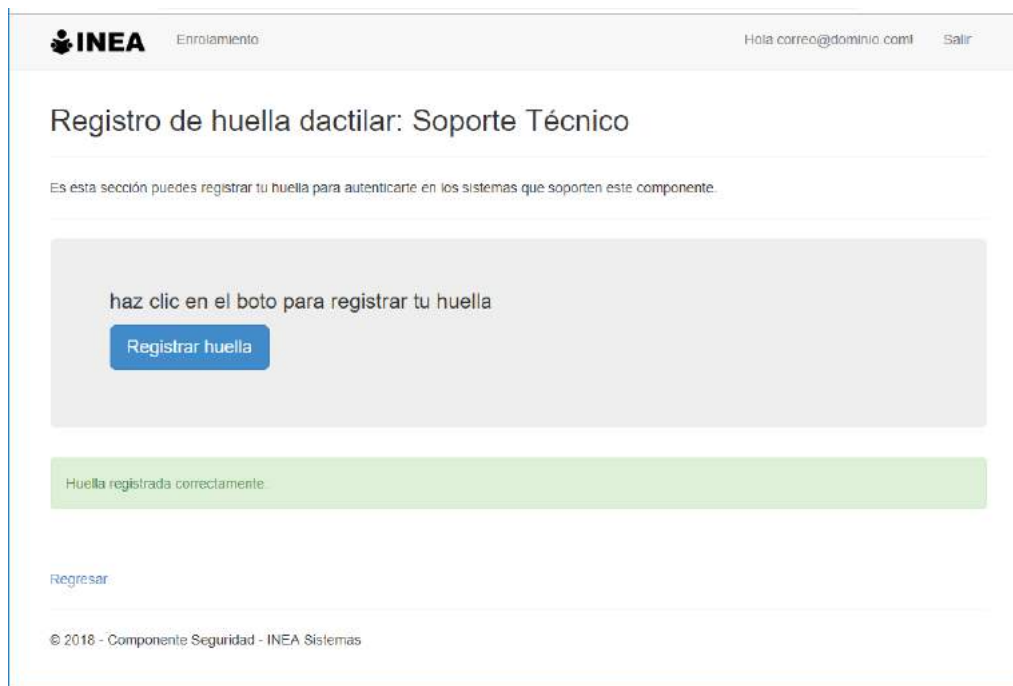 INEA Enrolamiento Hola correo@dominio.com! Salir
Registro de huella dactilar: Soporte Técnico
Es esta sección puedes registrar tu huella para autenticarte en los sistemas que soporten este componente.
haz clic en el boto para registrar tu huella
Registrar huella
Huella registrada correctamente.
Regresar
© 2018 - Componente Seguridad - INEA Sistemas